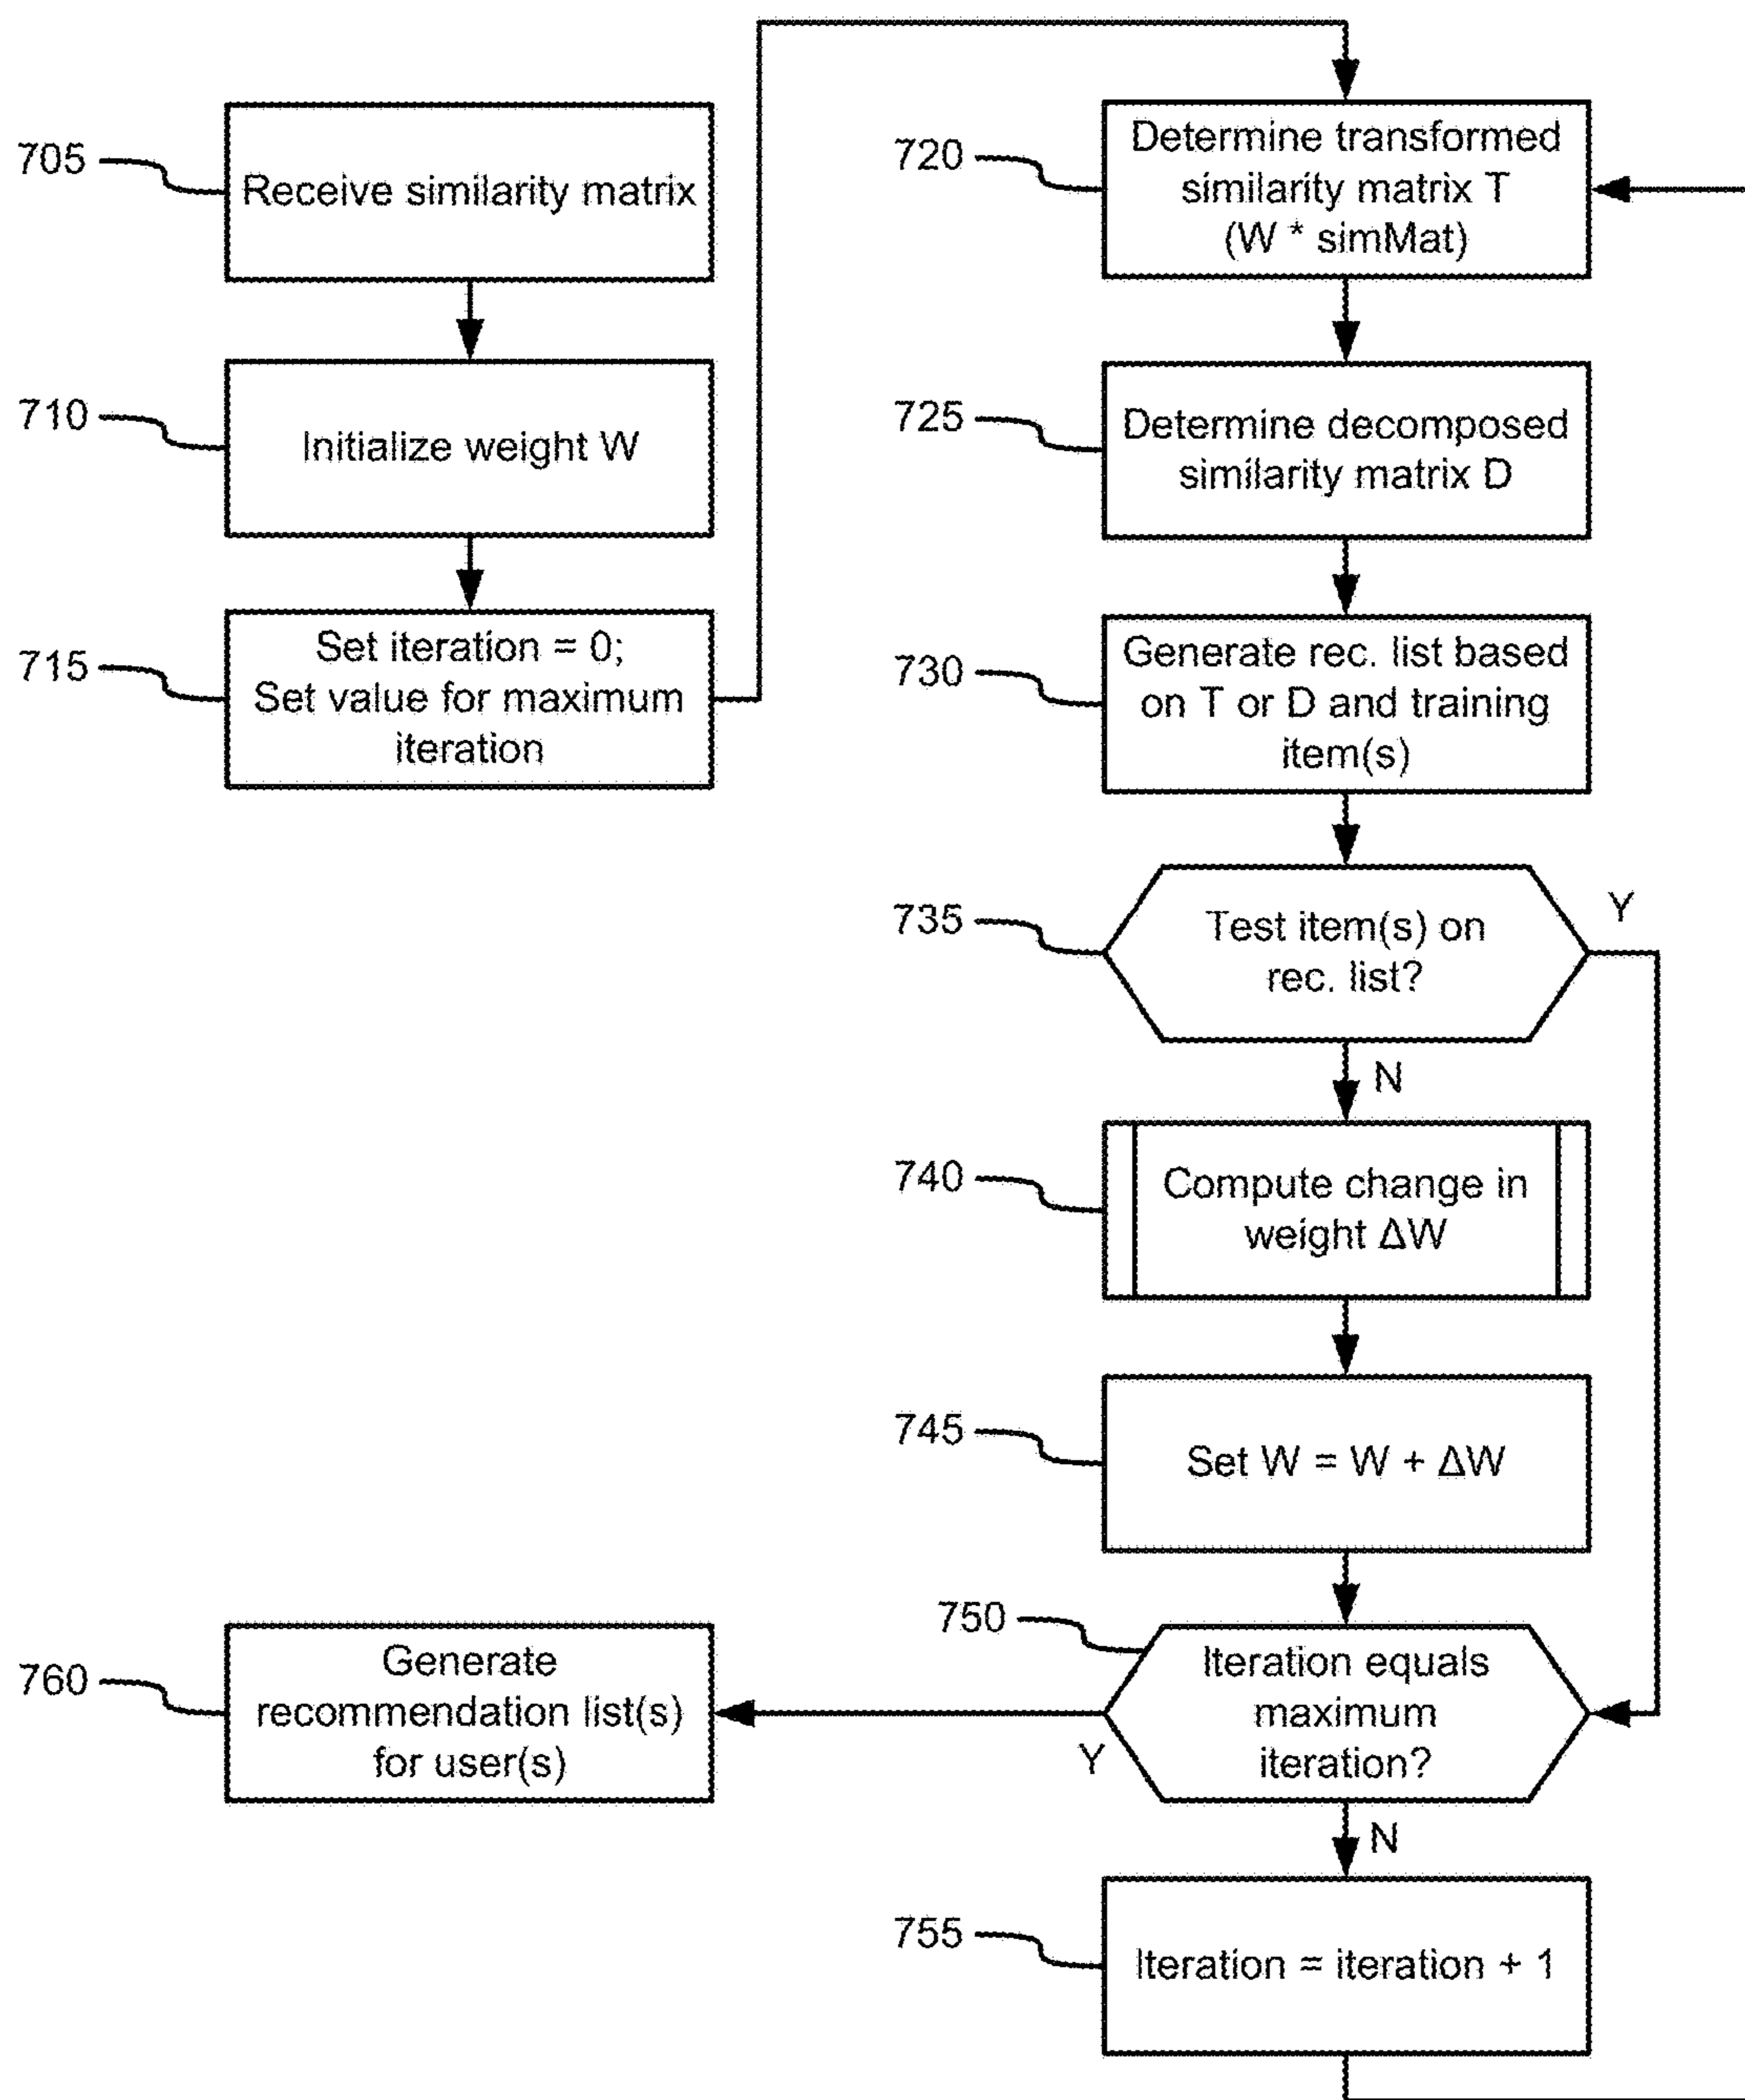 705
Receive similarity matrix
710
Initialize weight W
715
Set iteration = 0;
Set value for maximum
iteration
720
Determine transformed
similarity matrix T
(W * simMat)
725
Determine decomposed
similarity matrix D
730
Generate rec. list based
on T or D and training
item(s)
735
Test item(s) on
rec. list?
Y
N
740
Compute change in
weight ΔW
745
Set W = W + ΔW
750
Iteration equals
maximum
iteration?
Y
N
755
Iteration = iteration + 1
760
Generate
recommendation list(s)
for user(s)